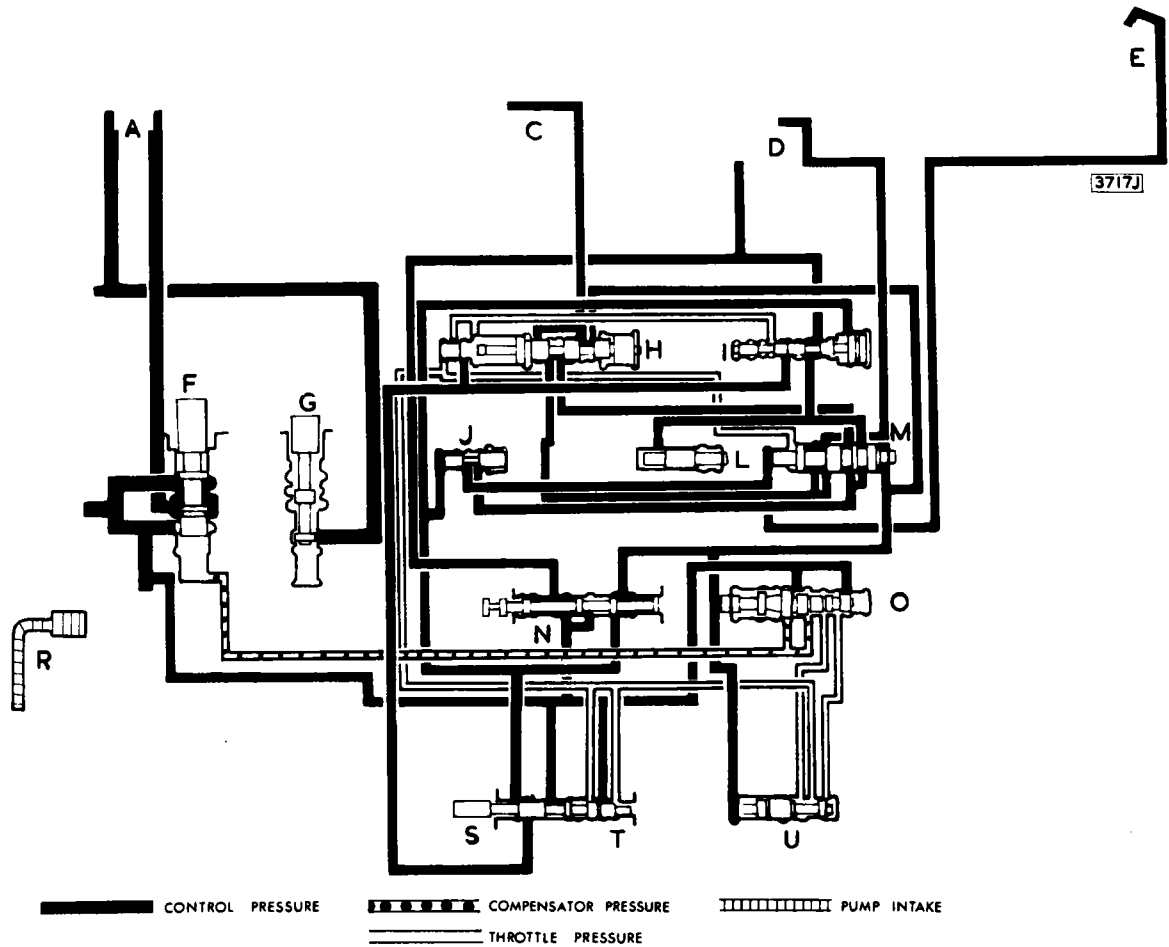 E
A
C
D
3717J
F
G
H
I
J
L
M
N
O
R
S
T
U
CONTROL PRESSURE
COMPENSATOR PRESSURE
PUMP INTAKE
THROTTLE PRESSURE